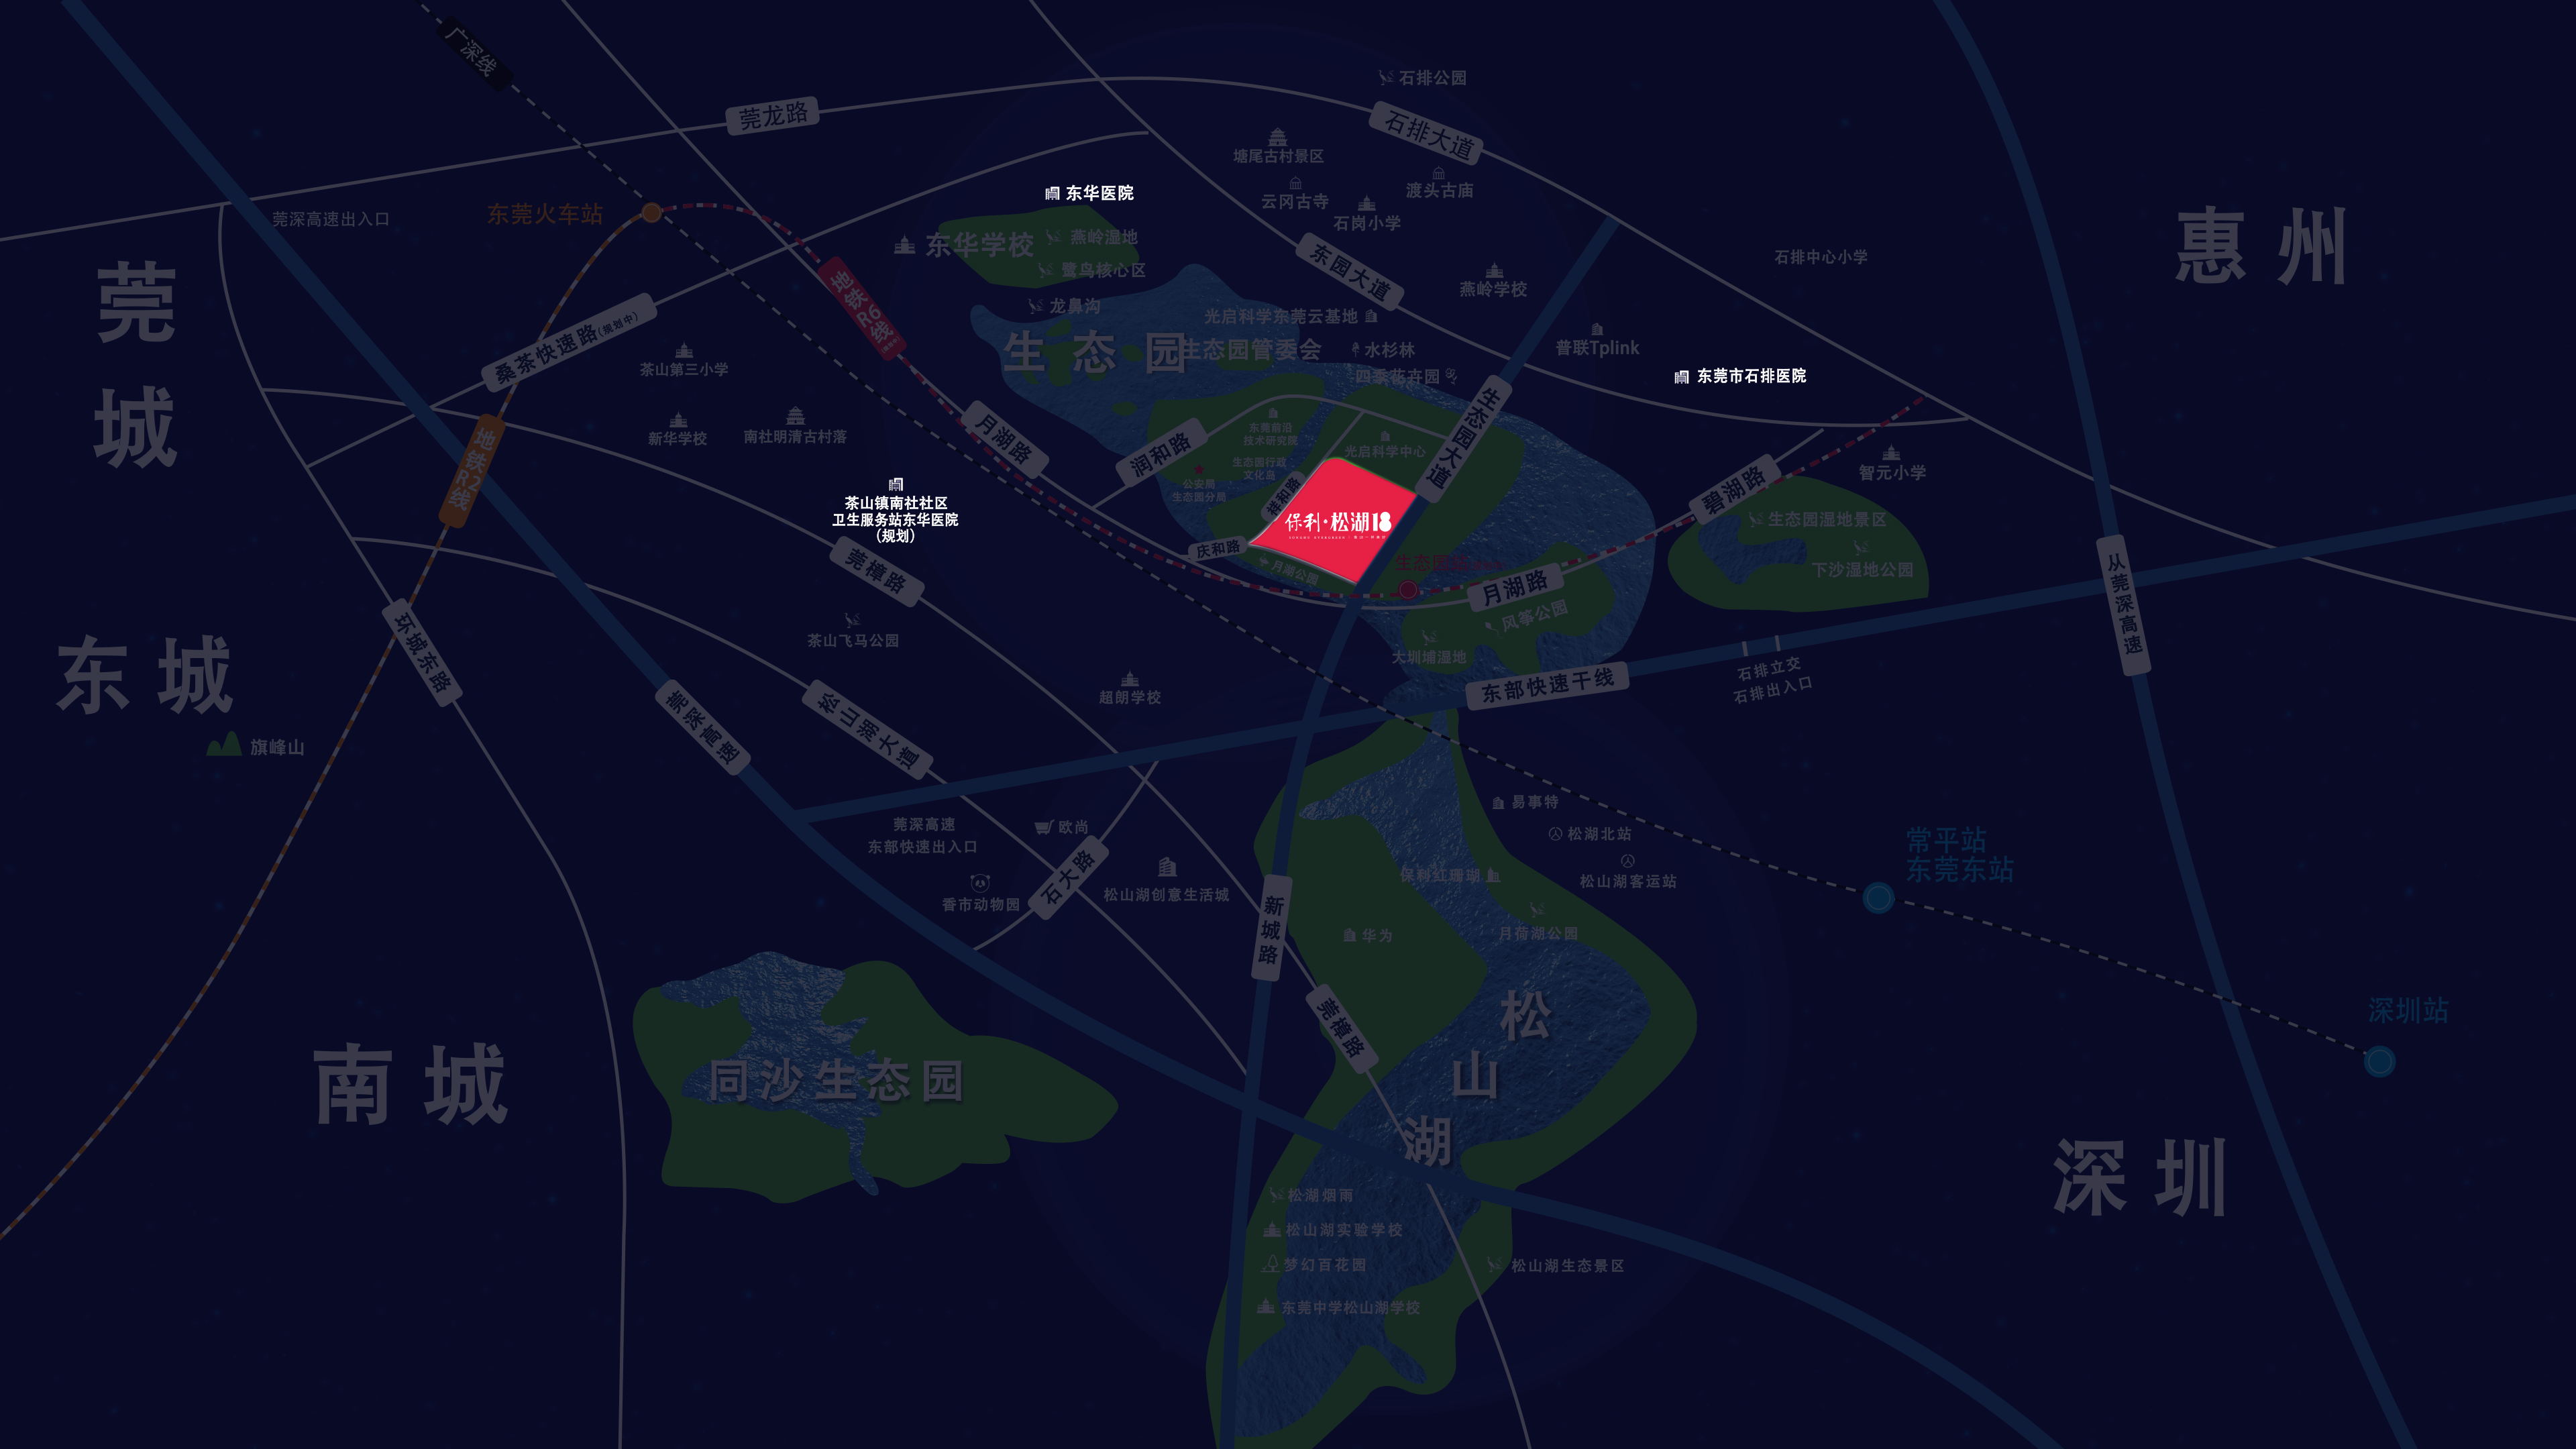 广深线
石排公园
莞龙路
石排大道
塘尾古村景区
渡头古庙
云冈古寺
石岗小学
东华医院
莞深高速出入口
东莞火车站
惠州
东华学校
燕岭湿地
鹭鸟核心区
东园大道
石排中心小学
莞城
地铁R6线
龙鼻沟
光启科学东莞云基地
燕岭学校
桑茶快速路(规划中)
生态园
生态园管委会
水杉林
普联Tplink
茶山第三小学
四季花卉园
东莞市石排医院
生态园大道
新华学校
南社明清古村落
月湖路
润和路
东莞前沿
技术研究院
光启科学中心
地铁R2线
生态园行政
文化岛
公安局
生态园分局
祥和路
智元小学
碧湖路
茶山镇南社社区
卫生服务站东华医院
(规划)
保利·松湖18
生态园湿地景区
庆和路
月湖公园
生态园站
月湖路
下沙湿地公园
莞樟路
从莞深高速
环城东路
茶山飞马公园
风筝公园
大圳埔湿地
东城
超朗学校
东部快速干线
石排立交
石排出入口
旗峰山
莞深高速
松山湖大道
易事特
莞深高速
东部快速出入口
欧尚
松湖北站
常平站
东莞东站
石大路
香市动物园
松山湖创意生活城
保利红珊瑚
松山湖客运站
新城路
华为
月荷湖公园
深圳站
松山湖
莞樟路
南城
同沙生态园
深圳
松湖烟雨
松山湖实验学校
梦幻百花园
松山湖生态景区
东莞中学松山湖学校